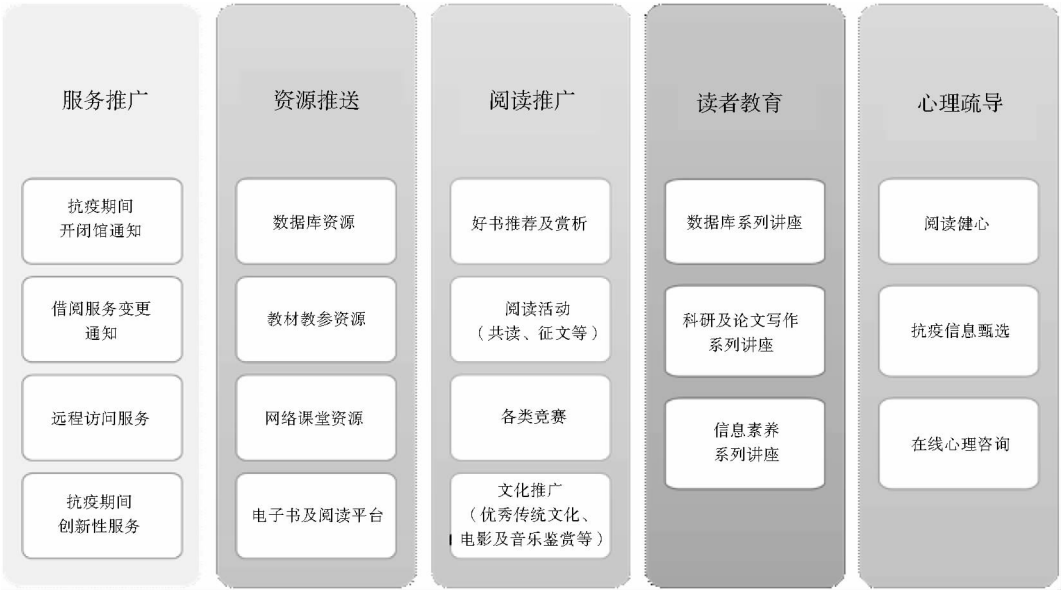 服务推广
抗疫期间
开闭馆通知
借阅服务变更
通知
远程访问服务
抗疫期间
创新性服务
资源推送
数据库资源
教材教参资源
网络课堂资源
电子书及阅读平台
阅读推广
好书推荐及赏析
阅读活动
（共读、征文等）
各类竞赛
文化推广
（优秀传统文化、
电影及音乐鉴赏等）
读者教育
数据库系列讲座
科研及论文写作
系列讲座
信息素养
系列讲座
心理疏导
阅读健心
抗疫信息甄选
在线心理咨询